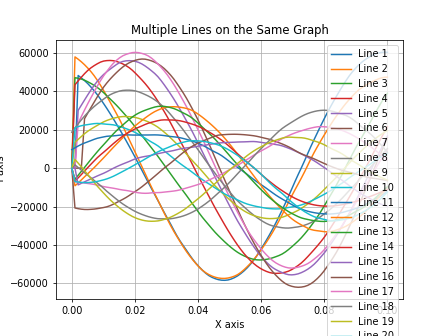 Multiple Lines on the Same Graph
60000
40000
20000
0
−20000
−40000
−60000
0.00
0.02
0.04
0.06
X axis
axis
Line 1
Line 2
Line 3
Line 4
Line 5
Line 6
Line 7
Line 8
Line 9
Line 10
Line 11
Line 12
Line 13
Line 14
Line 15
Line 16
Line 17
Line 18
Line 19
Line 20